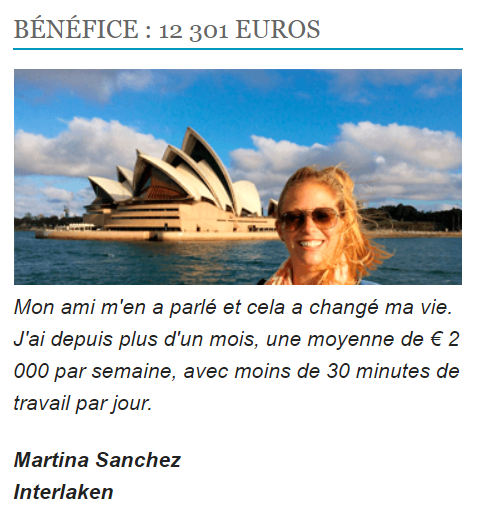 BÉNÉFICE : 12 301 EUROS
Mon ami m'en a parlé et cela a changé ma vie.
J'ai depuis plus d'un mois, une moyenne de € 2
000 par semaine, avec moins de 30 minutes de
travail par jour.
Martina Sanchez
Interlaken